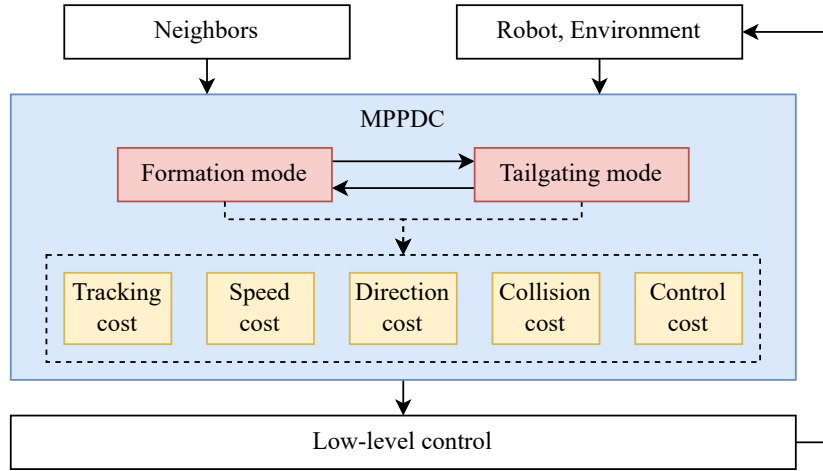 Neighbors
Robot, Environment
MPPDC
Formation mode
Tailgating mode
Tracking
cost
Speed
cost
Direction
cost
Collision
cost
Control
cost
Low-level control